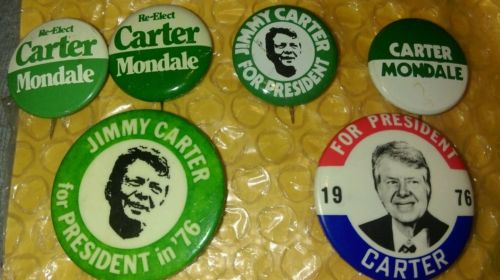 Re-Elect
Carter
Mondale
Re-Elect
Carter
Mondale
JIMMY CARTER
FOR PRESIDENT
CARTER
MONDALE
JIMMY CARTER
for PRESIDENT in '76
FOR PRESIDENT
19 76
CARTER